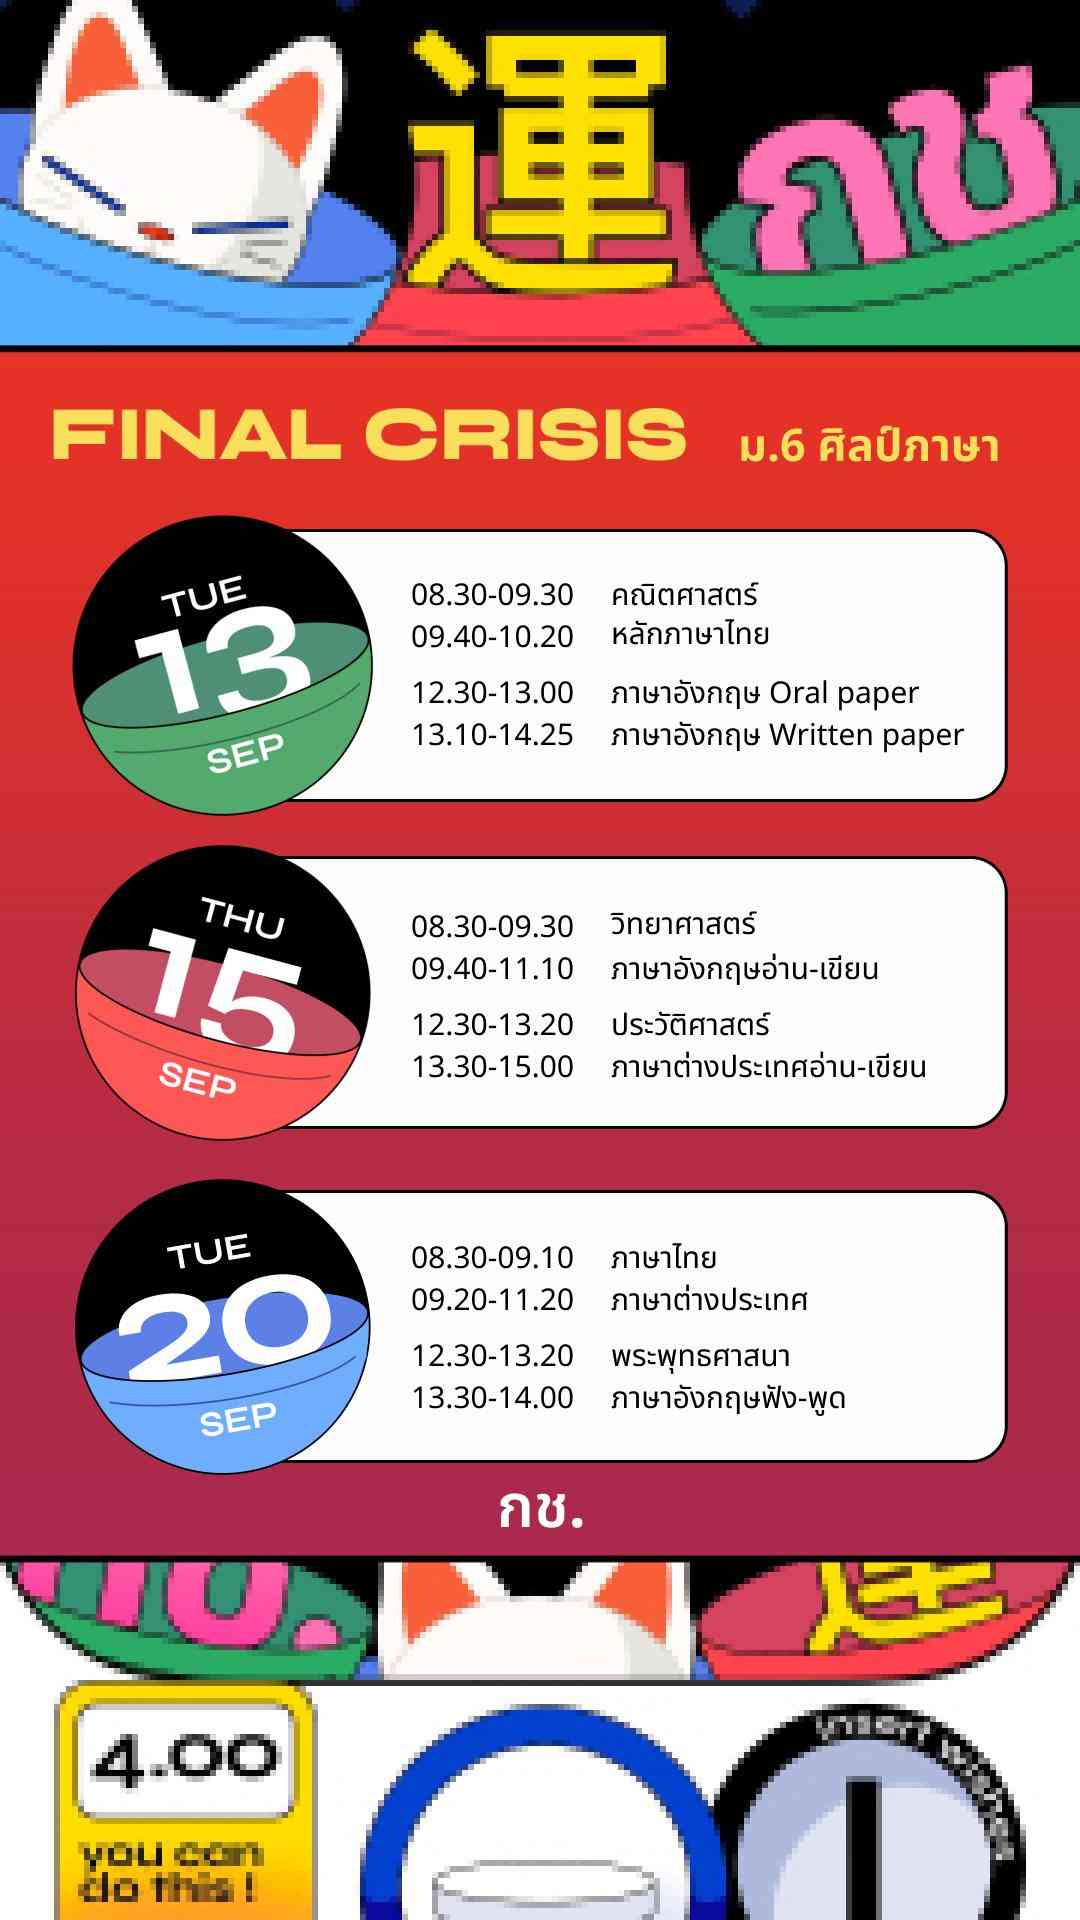 運
กช
FINAL CRISIS ม.6 ศิลป์ภาษา
TUE
13
SEP
08.30-09.30 คณิตศาสตร์
09.40-10.20 หลักภาษาไทย
12.30-13.00 ภาษาอังกฤษ Oral paper
13.10-14.25 ภาษาอังกฤษ Written paper
THU
15
SEP
08.30-09.30 วิทยาศาสตร์
09.40-11.10 ภาษาอังกฤษอ่าน-เขียน
12.30-13.20 ประวัติศาสตร์
13.30-15.00 ภาษาต่างประเทศอ่าน-เขียน
TUE
20
SEP
08.30-09.10 ภาษาไทย
09.20-11.20 ภาษาต่างประเทศ
12.30-13.20 พระพุทธศาสนา
13.30-14.00 ภาษาอังกฤษฟัง-พูด
กช.
4.00
you can
do this !
insert wishes